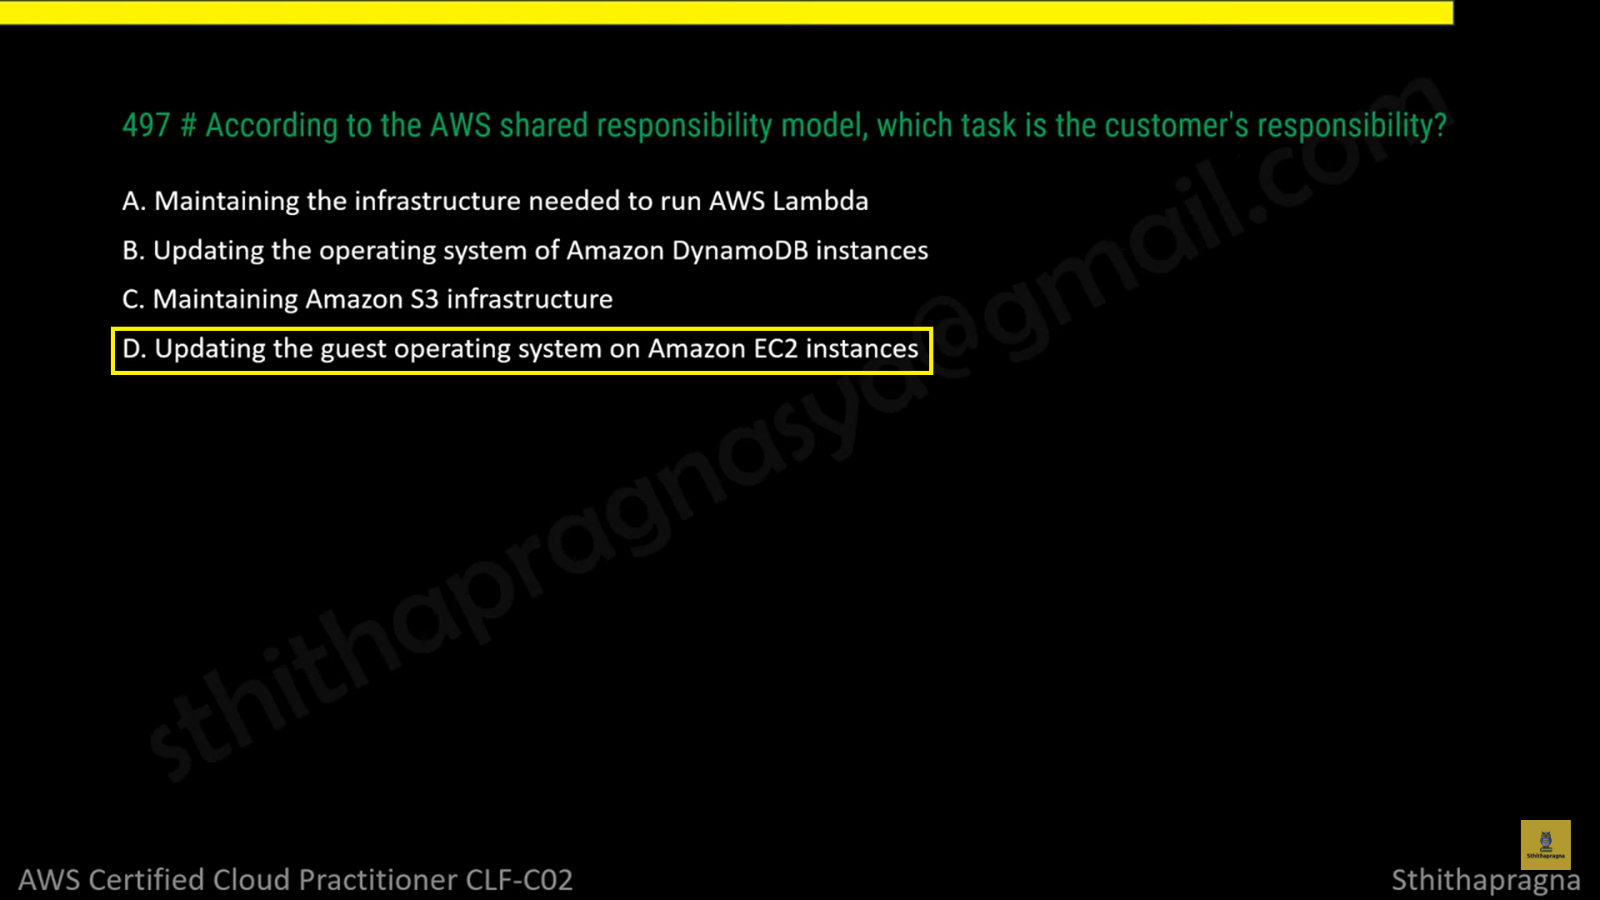 497 # According to the AWS shared responsibility model, which task is the customer's responsibility?
A. Maintaining the infrastructure needed to run AWS Lambda
B. Updating the operating system of Amazon DynamoDB instances
C. Maintaining Amazon S3 infrastructure
D. Updating the guest operating system on Amazon EC2 instances
sthithapragnasya@gmail.com
Sthithapragna
AWS Certified Cloud Practitioner CLF-C02
Sthithapragna